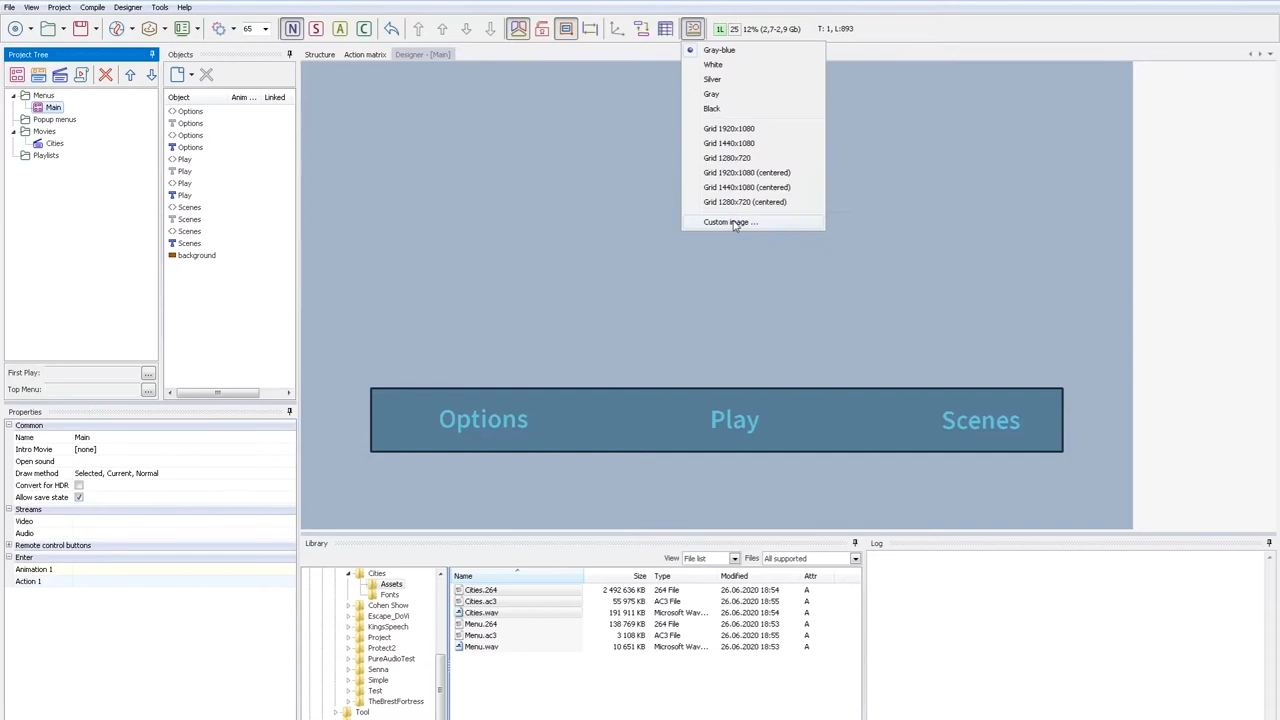 File View Project Compile Designer Tools Help
65 N S A C 1L 25 12% (2,7-2,9 Gb) T: 1, L:893
Project Tree
Objects
Structure Action matrix Designer - [Main]
Gray-blue
White
Silver
Gray
Black
Grid 1920x1080
Grid 1440x1080
Grid 1280x720
Grid 1920x1080 (centered)
Grid 1440x1080 (centered)
Grid 1280x720 (centered)
Custom image ...
Menus
Main
Popup menus
Movies
Cities
Playlists
First Play: ...
Top Menu: ...
Object Anim ... Linked
Options
Options
Options
Options
Play
Play
Play
Play
Scenes
Scenes
Scenes
Scenes
background
Options Play Scenes
Properties
Common
Name Main
Intro Movie [none]
Open sound
Draw method Selected, Current, Normal
Convert for HDR
Allow save state
Streams
Video
Audio
Remote control buttons
Enter
Animation 1
Action 1
Library
View File list Files All supported
Cities
Assets
Fonts
Cohen Show
Escape_DoVi
KingsSpeech
Project
Protect2
PureAudioTest
Senna
Simple
Test
TheBrestFortress
Tool
Name Size Type Modified Attr
Cities.264 2 492 636 KB 264 File 26.06.2020 18:54 A
Cities.ac3 55 975 KB AC3 File 26.06.2020 18:55 A
Cities.wav 191 911 KB Microsoft Wav... 26.06.2020 18:54 A
Menu.264 138 769 KB 264 File 26.06.2020 18:53 A
Menu.ac3 3 108 KB AC3 File 26.06.2020 18:55 A
Menu.wav 10 651 KB Microsoft Wav... 26.06.2020 18:53 A
Log